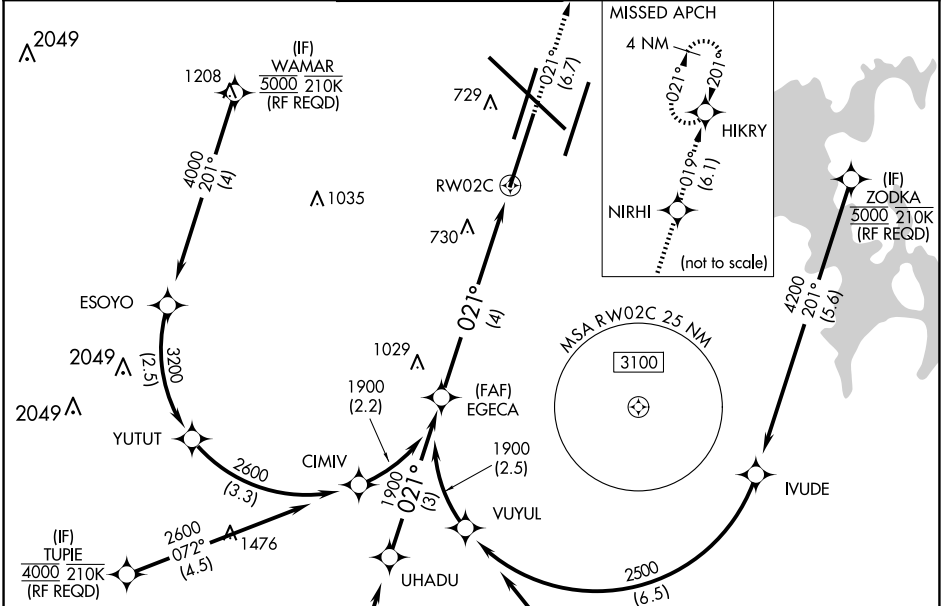 2049
(IF)
WAMAR
5000 210K
(RF REQD)
1208
4000
201°
(4)
1035
729
021°
(6.7)
RW02C
730
MISSED APCH
4 NM
021°
201°
HIKRY
019°
(6.1)
NIRHI
(not to scale)
(IF)
ZODKA
5000 210K
(RF REQD)
4200
201°
(5.6)
ESOYO
3200
(2.5)
2049
2049
YUTUT
021°
(4)
1029
1900
(2.2)
(FAF)
EGECA
MSA RW02C 25 NM
3100
2600
(3.3)
CIMIV
1900
021°
(3)
1900
(2.5)
VUYUL
IVUDE
(IF)
TUPIE
4000 210K
(RF REQD)
2600
072°
(4.5)
1476
UHADU
2500
(6.5)